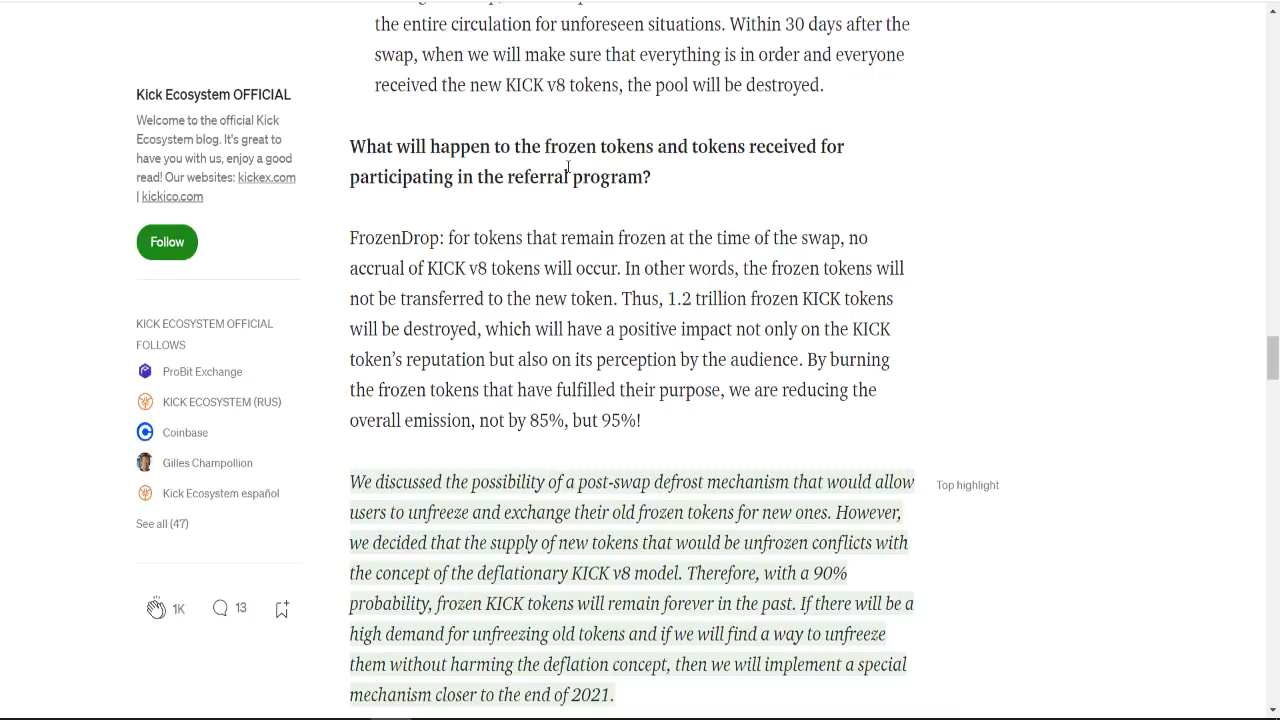 the entire circulation for unforeseen situations. Within 30 days after the
swap, when we will make sure that everything is in order and everyone
received the new KICK v8 tokens, the pool will be destroyed.
Kick Ecosystem OFFICIAL
Welcome to the official Kick
Ecosystem blog. It's great to
have you with us, enjoy a good
read! Our websites: kickex.com
| kickico.com
Follow
KICK ECOSYSTEM OFFICIAL
FOLLOWS
ProBit Exchange
KICK ECOSYSTEM (RUS)
Coinbase
Gilles Champollion
Kick Ecosystem español
See all (47)
1K
13
What will happen to the frozen tokens and tokens received for
participating in the referral program?
FrozenDrop: for tokens that remain frozen at the time of the swap, no
accrual of KICK v8 tokens will occur. In other words, the frozen tokens will
not be transferred to the new token. Thus, 1.2 trillion frozen KICK tokens
will be destroyed, which will have a positive impact not only on the KICK
token’s reputation but also on its perception by the audience. By burning
the frozen tokens that have fulfilled their purpose, we are reducing the
overall emission, not by 85%, but 95%!
We discussed the possibility of a post-swap defrost mechanism that would allow
users to unfreeze and exchange their old frozen tokens for new ones. However,
we decided that the supply of new tokens that would be unfrozen conflicts with
the concept of the deflationary KICK v8 model. Therefore, with a 90%
probability, frozen KICK tokens will remain forever in the past. If there will be a
high demand for unfreezing old tokens and if we will find a way to unfreeze
them without harming the deflation concept, then we will implement a special
mechanism closer to the end of 2021.
Top highlight